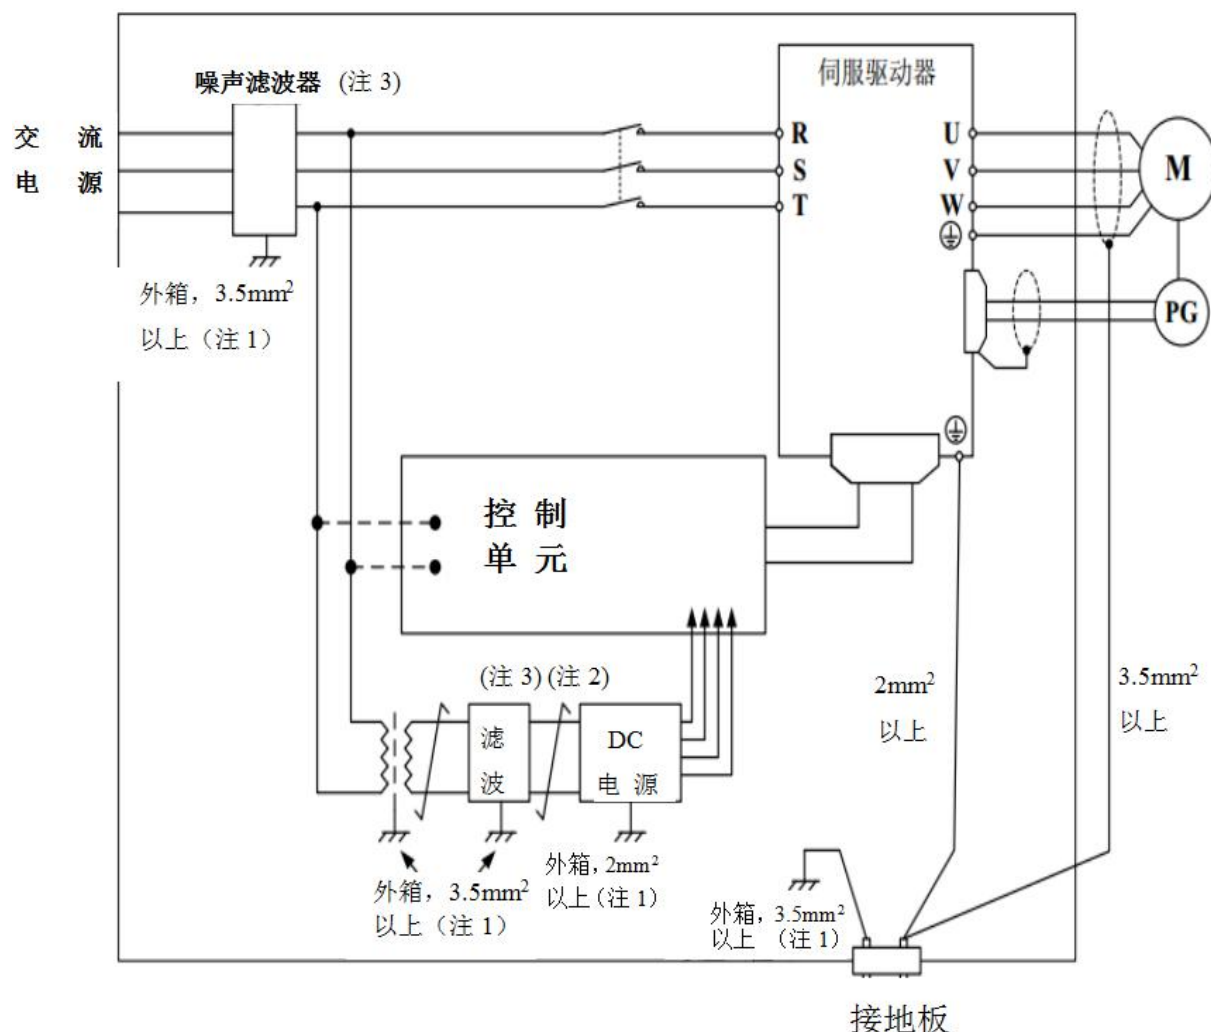 伺服驱动器
噪声滤波器 (注 3)
交 流
电 源
R
S
T
U
V
W
M
PG
外箱，3.5mm²
以上（注 1）
控 制
单 元
(注 3) (注 2)
滤
波
DC
电 源
2mm²
以上
3.5mm²
以上
外箱，3.5mm²
以上（注 1）
外箱，2mm²
以上（注 1）
外箱，3.5mm²
以上 （注 1）
接地板